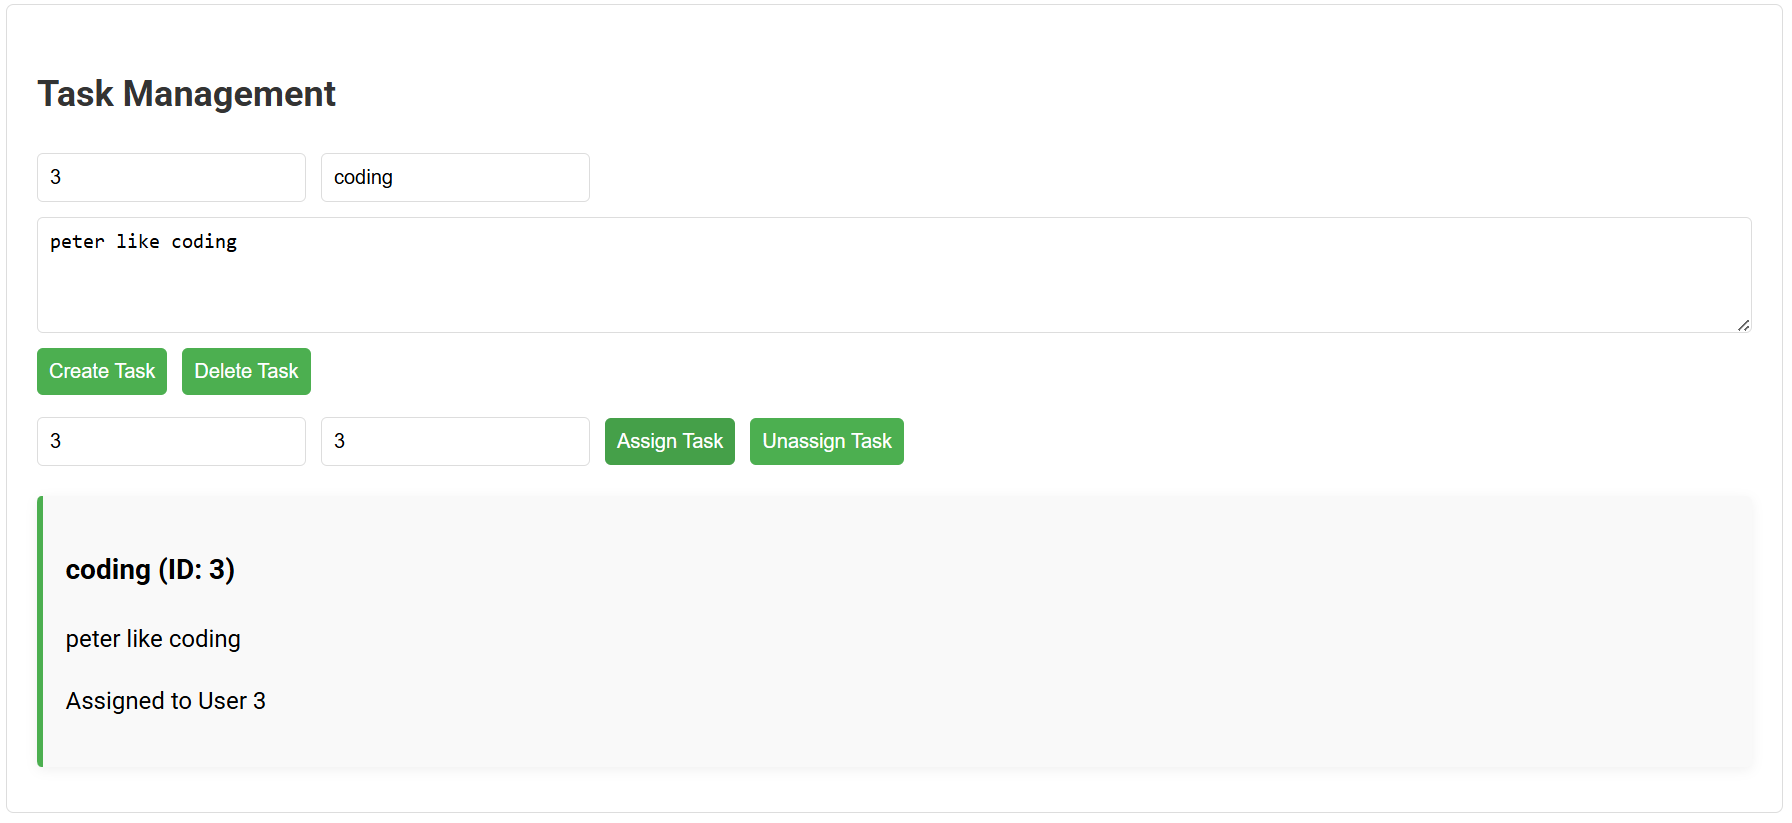 Task Management
3 coding
peter like coding
Create Task Delete Task
3 3 Assign Task Unassign Task
coding (ID: 3)
peter like coding
Assigned to User 3